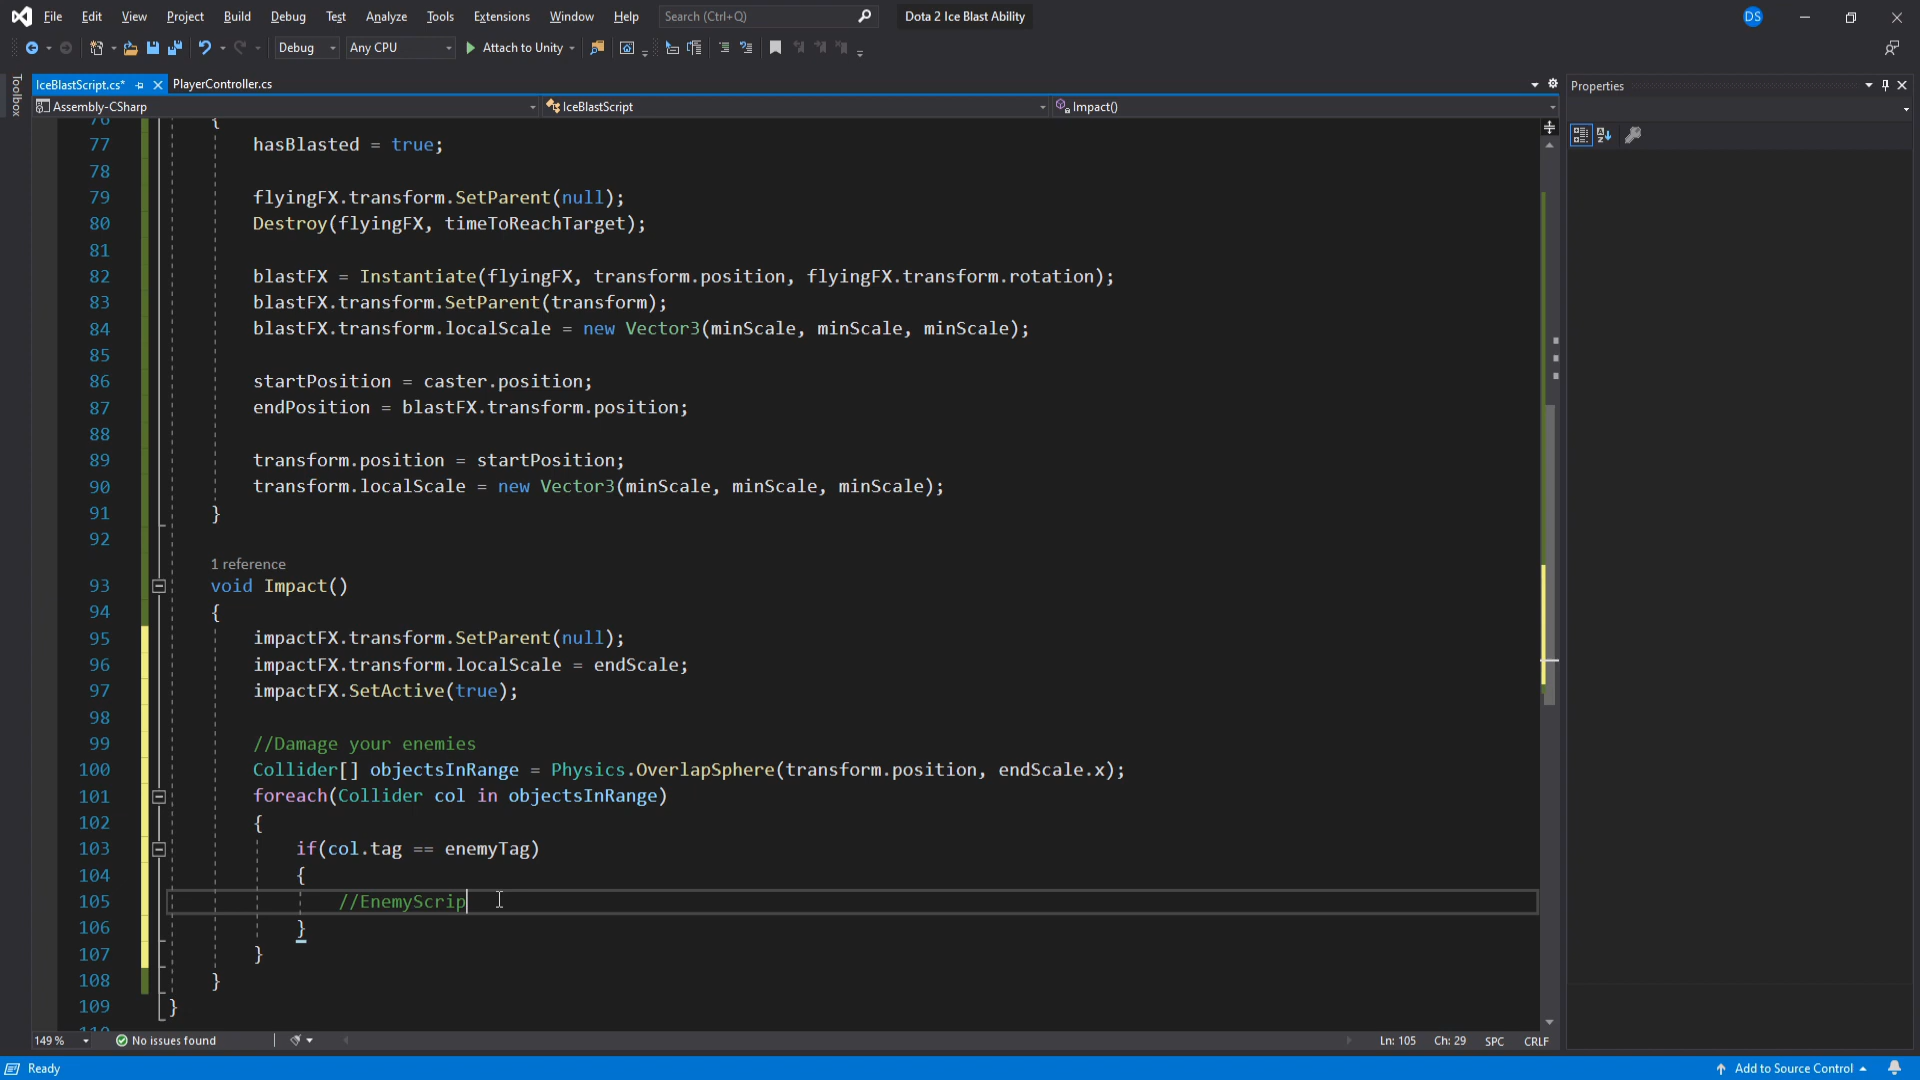 File Edit View Project Build Debug Test Analyze Tools Extensions Window Help Search (Ctrl+Q) Dota 2 Ice Blast Ability DS
Debug Any CPU Attach to Unity
Toolbox
IceBlastScript.cs* PlayerController.cs
Properties
Assembly-CSharp IceBlastScript Impact()
76 {
77 hasBlasted = true;
78
79 flyingFX.transform.SetParent(null);
80 Destroy(flyingFX, timeToReachTarget);
81
82 blastFX = Instantiate(flyingFX, transform.position, flyingFX.transform.rotation);
83 blastFX.transform.SetParent(transform);
84 blastFX.transform.localScale = new Vector3(minScale, minScale, minScale);
85
86 startPosition = caster.position;
87 endPosition = blastFX.transform.position;
88
89 transform.position = startPosition;
90 transform.localScale = new Vector3(minScale, minScale, minScale);
91 }
92
1 reference
93 void Impact()
94 {
95 impactFX.transform.SetParent(null);
96 impactFX.transform.localScale = endScale;
97 impactFX.SetActive(true);
98
99 //Damage your enemies
100 Collider[] objectsInRange = Physics.OverlapSphere(transform.position, endScale.x);
101 foreach(Collider col in objectsInRange)
102 {
103 if(col.tag == enemyTag)
104 {
105 //EnemyScrip
106 }
107 }
108 }
109 }
110
149 % No issues found Ln: 105 Ch: 29 SPC CRLF
Ready Add to Source Control